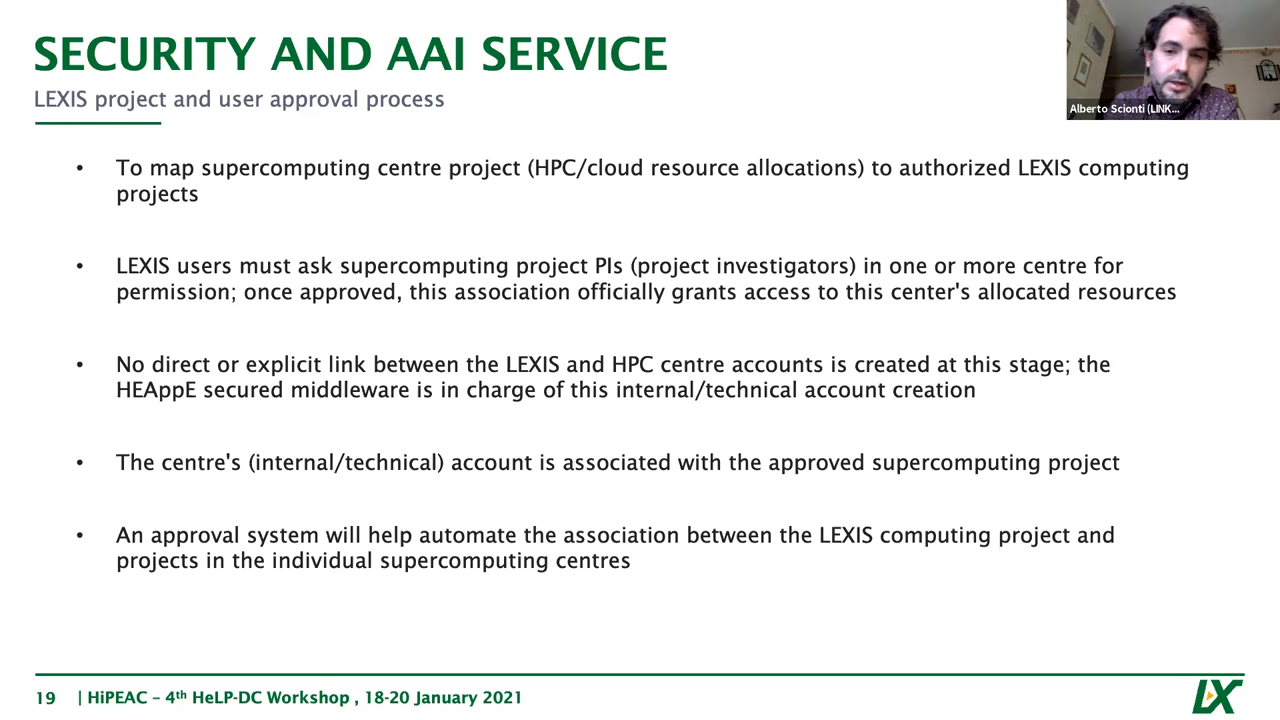 SECURITY AND AAI SERVICE
LEXIS project and user approval process
Alberto Scionti (LINK...
• To map supercomputing centre project (HPC/cloud resource allocations) to authorized LEXIS computing
projects
• LEXIS users must ask supercomputing project PIs (project investigators) in one or more centre for
permission; once approved, this association officially grants access to this center's allocated resources
• No direct or explicit link between the LEXIS and HPC centre accounts is created at this stage; the
HEAppE secured middleware is in charge of this internal/technical account creation
• The centre's (internal/technical) account is associated with the approved supercomputing project
• An approval system will help automate the association between the LEXIS computing project and
projects in the individual supercomputing centres
19 | HiPEAC – 4th HeLP-DC Workshop , 18-20 January 2021
LX